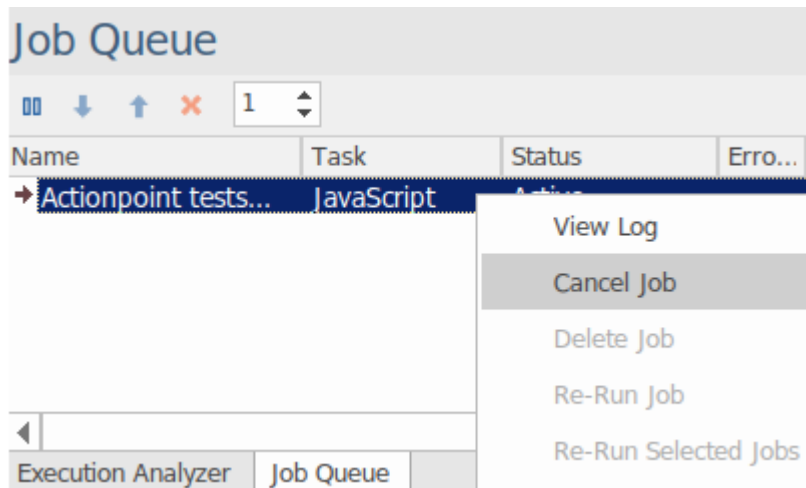 Job Queue
1
Name Task Status Erro...
Actionpoint tests... JavaScript Active
View Log
Cancel Job
Delete Job
Re-Run Job
Re-Run Selected Jobs
Execution Analyzer Job Queue